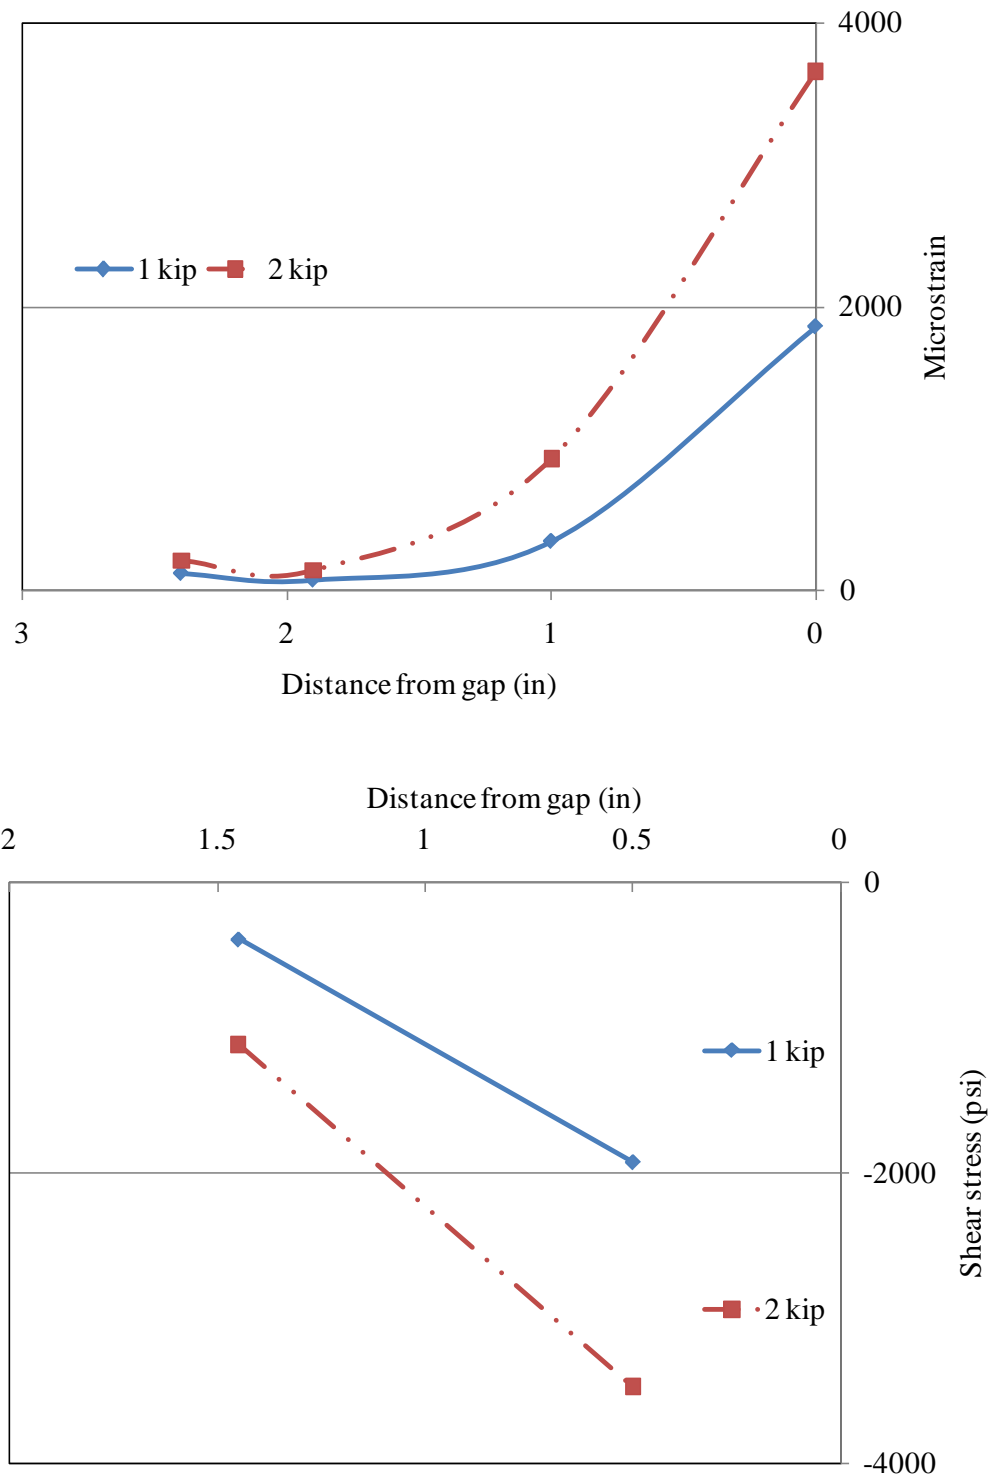 4000
Microstrain
1 kip 2 kip
2000
0
3 2 1 0
Distance from gap (in)
Distance from gap (in)
2 1.5 1 0.5 0
0
1 kip
Shear stress (psi)
-2000
2 kip
-4000